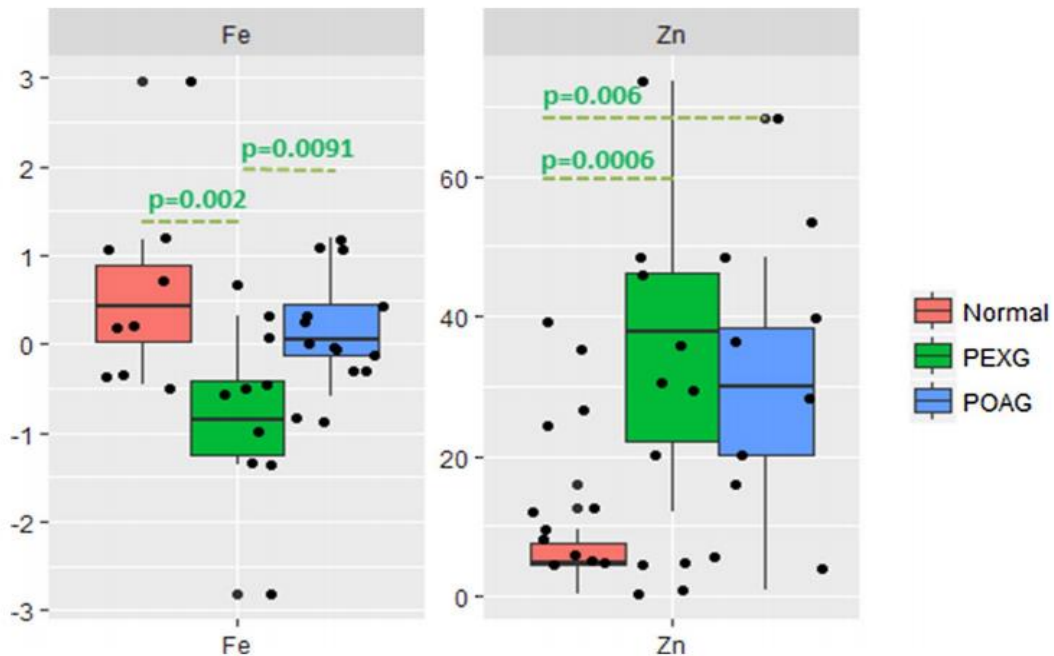 Fe
Zn
3
2
1
0
-1
-2
-3
p=0.0091
p=0.002
Fe
60
40
20
0
p=0.006
p=0.0006
Zn
Normal
PEXG
POAG